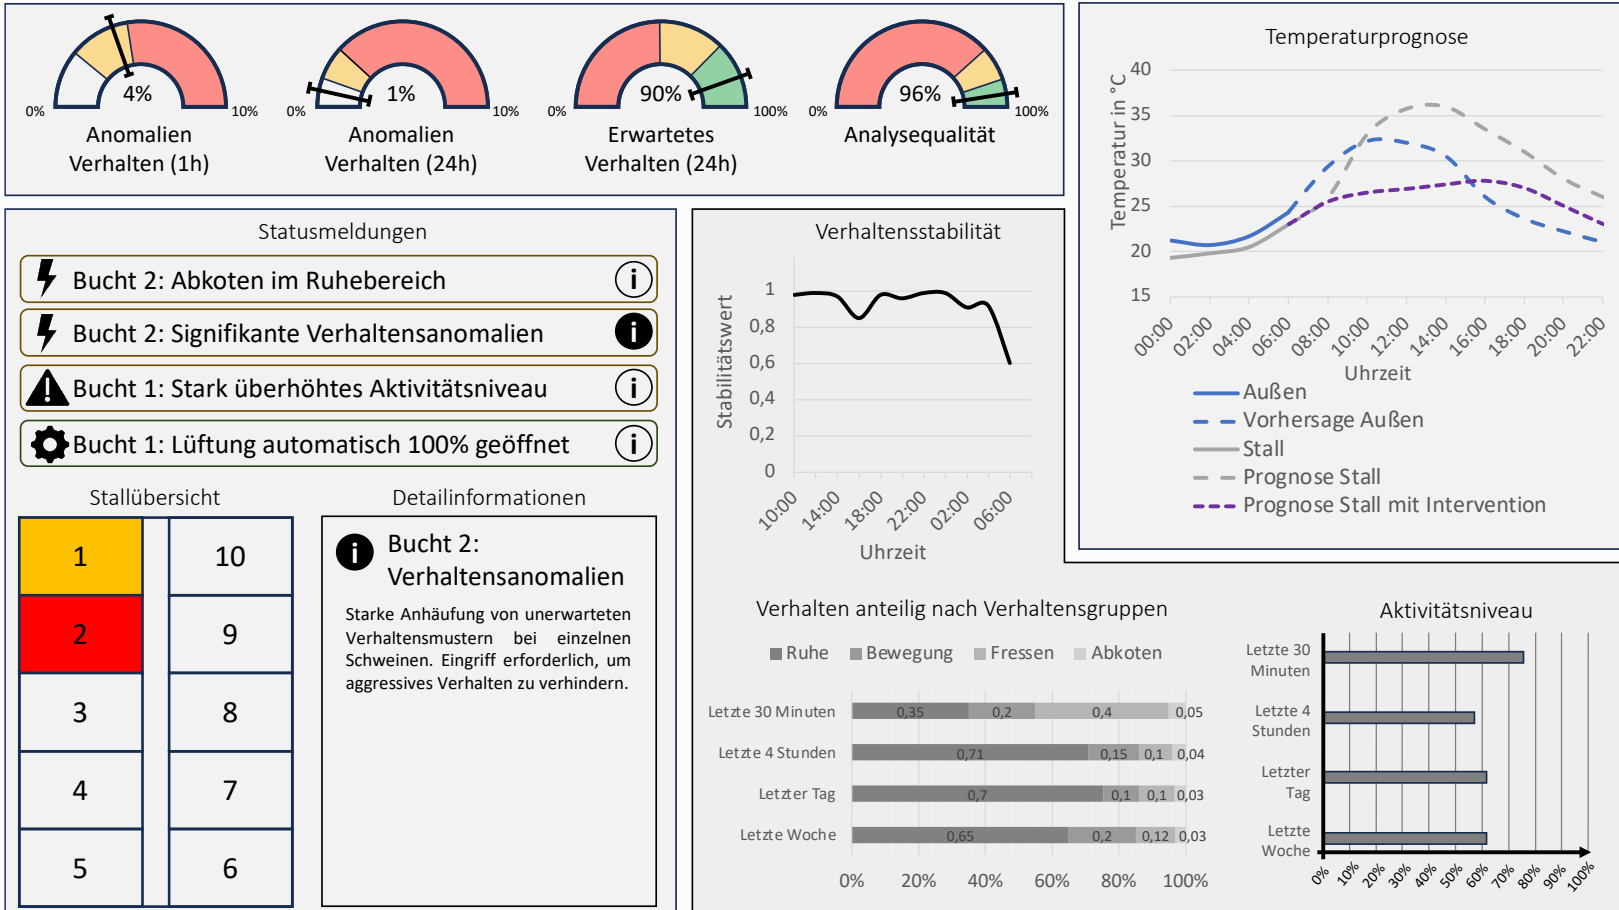 4%
0%
10%
Anomalien
Verhalten (1h)
1%
0%
10%
Anomalien
Verhalten (24h)
90%
0%
100%
Erwartetes
Verhalten (24h)
96%
0%
100%
Analysequalität
Temperaturprognose
Temperatur in °C
40
35
30
25
20
15
00:00
02:00
04:00
06:00
08:00
10:00
12:00
14:00
16:00
18:00
20:00
22:00
Uhrzeit
Außen
Vorhersage Außen
Stall
Prognose Stall
Prognose Stall mit Intervention
Statusmeldungen
Bucht 2: Abkoten im Ruhebereich i
Bucht 2: Signifikante Verhaltensanomalien i
Bucht 1: Stark überhöhtes Aktivitätsniveau i
Bucht 1: Lüftung automatisch 100% geöffnet i
Stallübersicht
1 10
2 9
3 8
4 7
5 6
Detailinformationen
i Bucht 2:
Verhaltensanomalien
Starke Anhäufung von unerwarteten
Verhaltensmustern bei einzelnen
Schweinen. Eingriff erforderlich, um
aggressives Verhalten zu verhindern.
Verhaltensstabilität
Stabilitätswert
1
0,8
0,6
0,4
0,2
0
10:00
14:00
18:00
22:00
02:00
06:00
Uhrzeit
Verhalten anteilig nach Verhaltensgruppen
Ruhe Bewegung Fressen Abkoten
Letzte 30 Minuten 0,35 0,2 0,4 0,05
Letzte 4 Stunden 0,71 0,15 0,1 0,04
Letzter Tag 0,7 0,1 0,1 0,03
Letzte Woche 0,65 0,2 0,12 0,03
0% 20% 40% 60% 80% 100%
Aktivitätsniveau
Letzte 30
Minuten
Letzte 4
Stunden
Letzter
Tag
Letzte
Woche
0% 10% 20% 30% 40% 50% 60% 70% 80% 90% 100%